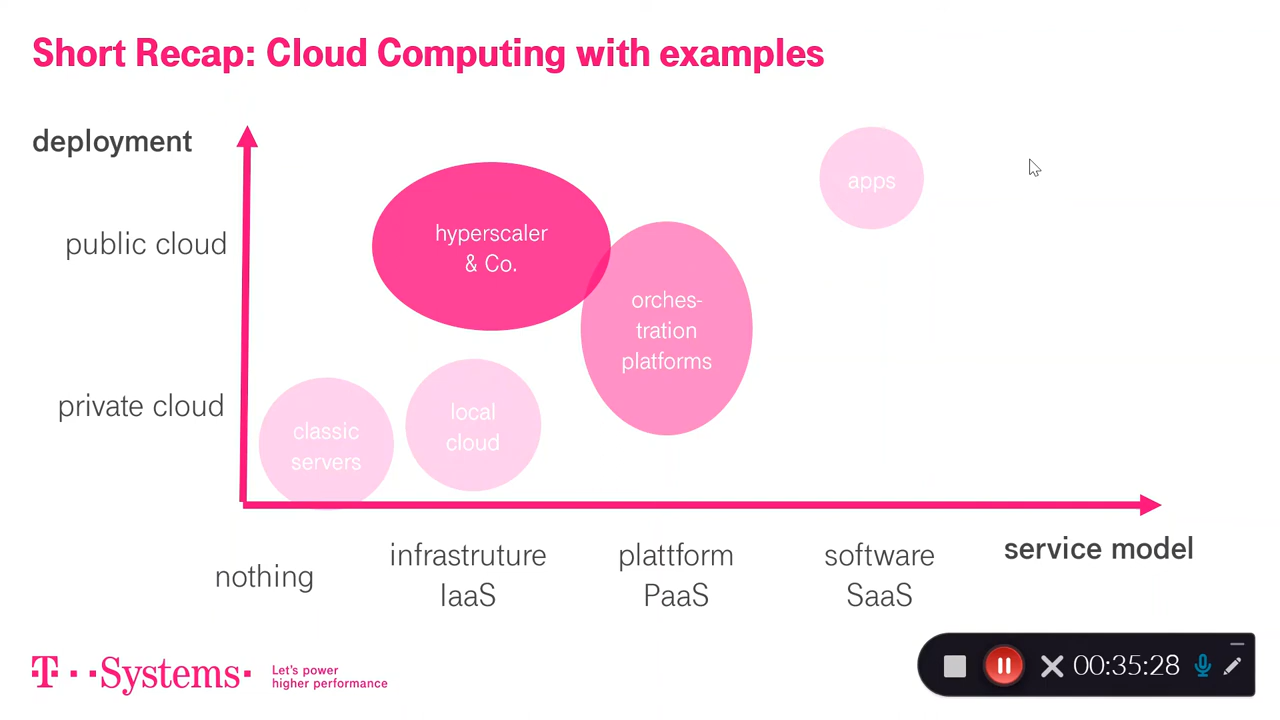 Short Recap: Cloud Computing with examples
deployment
public cloud
private cloud
hyperscaler
& Co.
apps
orches-
tration
platforms
local
cloud
classic
servers
nothing
infrastruture
IaaS
plattform
PaaS
software
SaaS
service model
T··Systems·
Let's power
higher performance
00:35:28